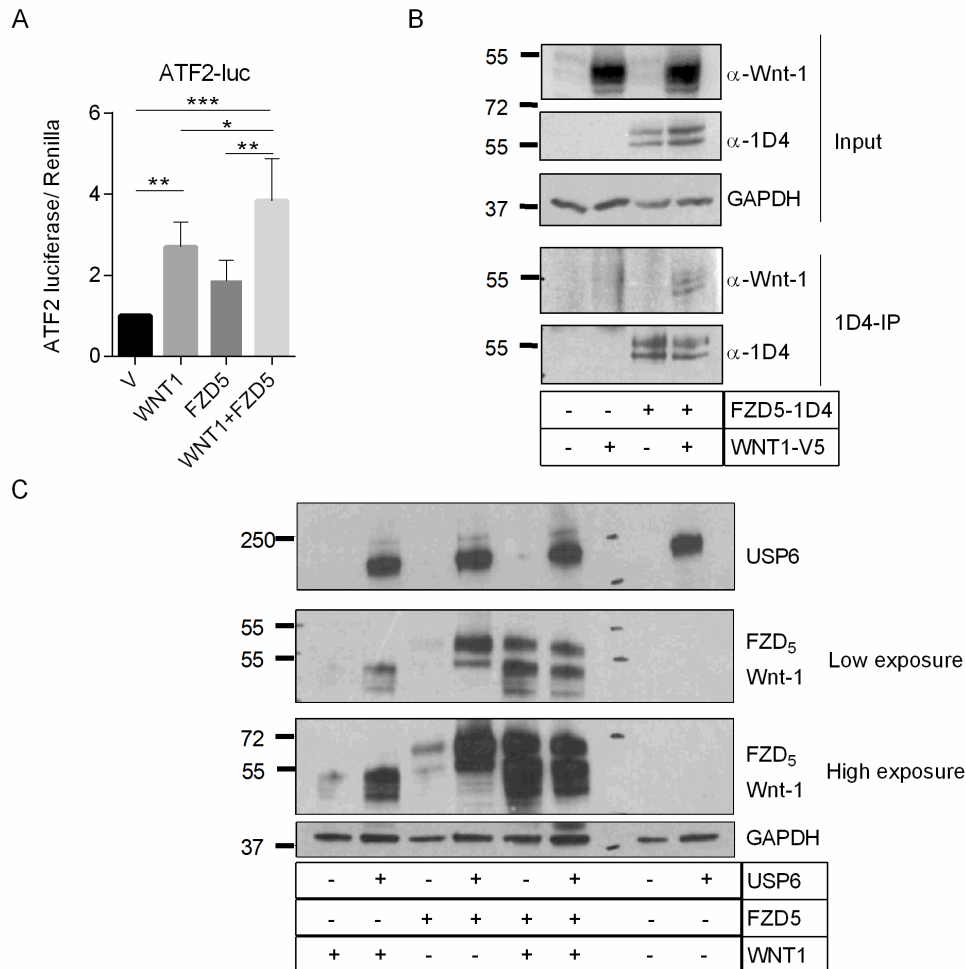 A
ATF2-luc
***
*
**
**
6
4
2
0
ATF2 luciferase/ Renilla
V
WNT1
FZD5
WNT1+FZD5
B
55
α-Wnt-1
72
55
α-1D4
37
GAPDH
Input
55
α-Wnt-1
55
α-1D4
1D4-IP
- - + + FZD5-1D4
- + - + WNT1-V5
C
250
USP6
55
55
FZD5
Wnt-1
Low exposure
72
55
FZD5
Wnt-1
High exposure
37
GAPDH
- + - + - + - + USP6
- - + + + + - - FZD5
+ + - - + + - - WNT1